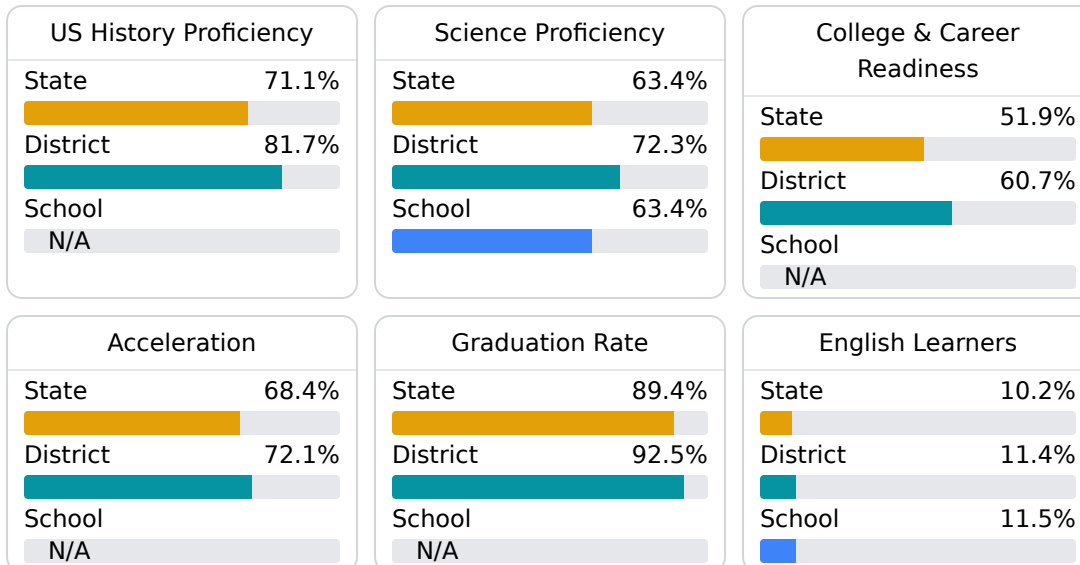 US History Proficiency
State 71.1%
District 81.7%
School
N/A
Science Proficiency
State 63.4%
District 72.3%
School 63.4%
College & Career
Readiness
State 51.9%
District 60.7%
School
N/A
Acceleration
State 68.4%
District 72.1%
School
N/A
Graduation Rate
State 89.4%
District 92.5%
School
N/A
English Learners
State 10.2%
District 11.4%
School 11.5%